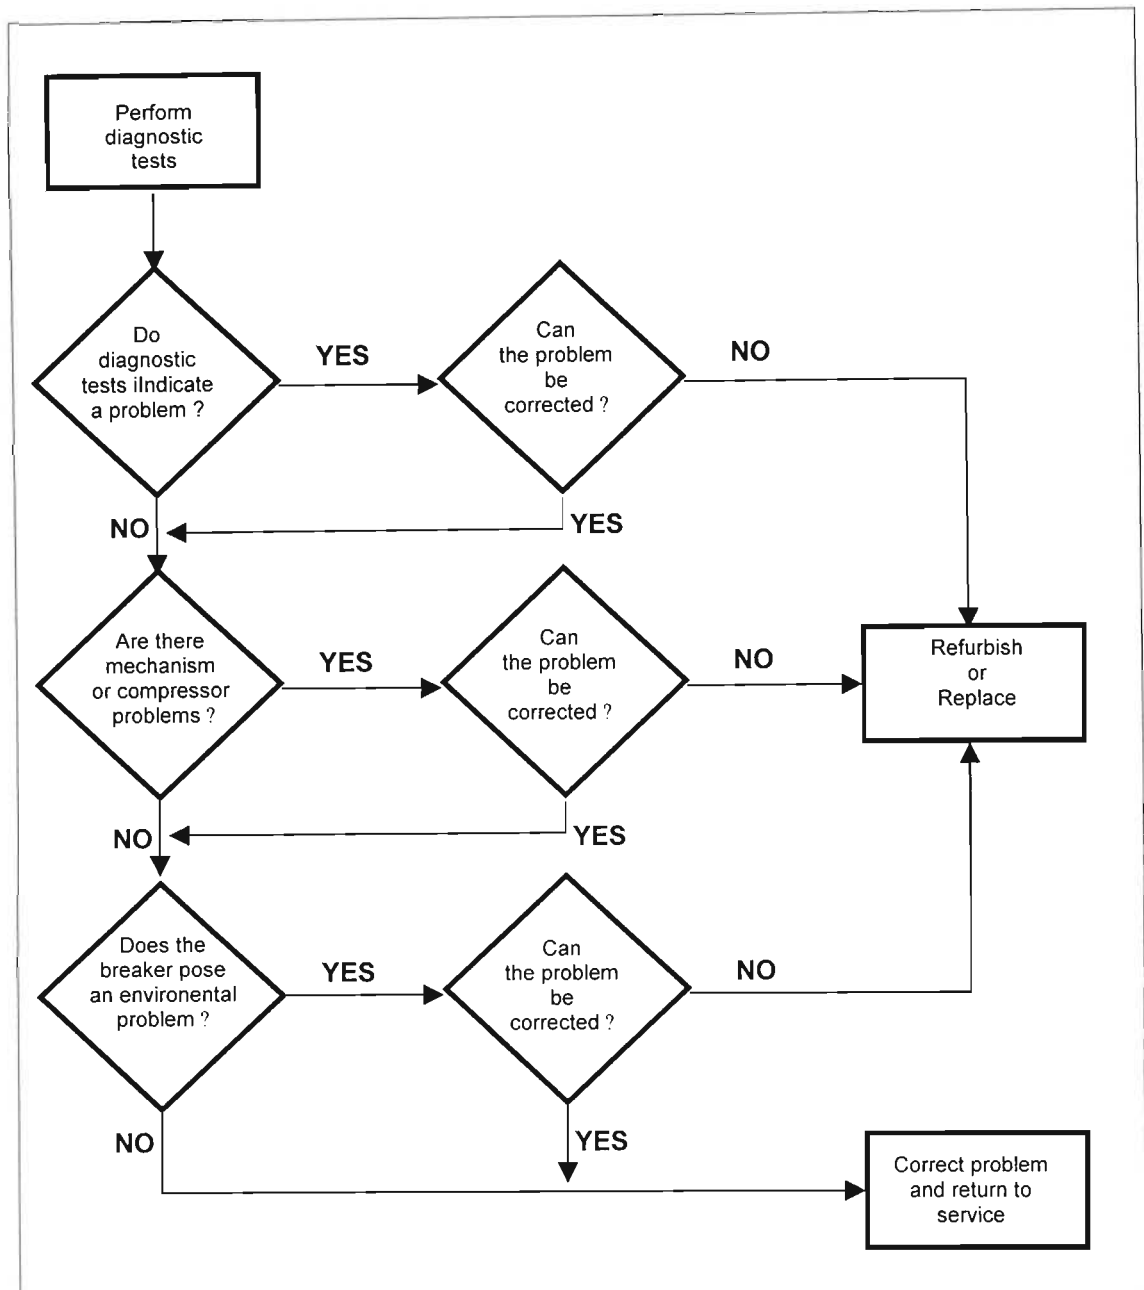 Perform
diagnostic
tests
Do
diagnostic
tests iIndicate
a problem ?
YES
Can
the problem
be
corrected ?
NO
NO
YES
Are there
mechanism
or compressor
problems ?
YES
Can
the problem
be
corrected ?
NO
Refurbish
or
Replace
NO
YES
Does the
breaker pose
an environental
problem ?
YES
Can
the problem
be
corrected ?
NO
NO
YES
Correct problem
and return to
service